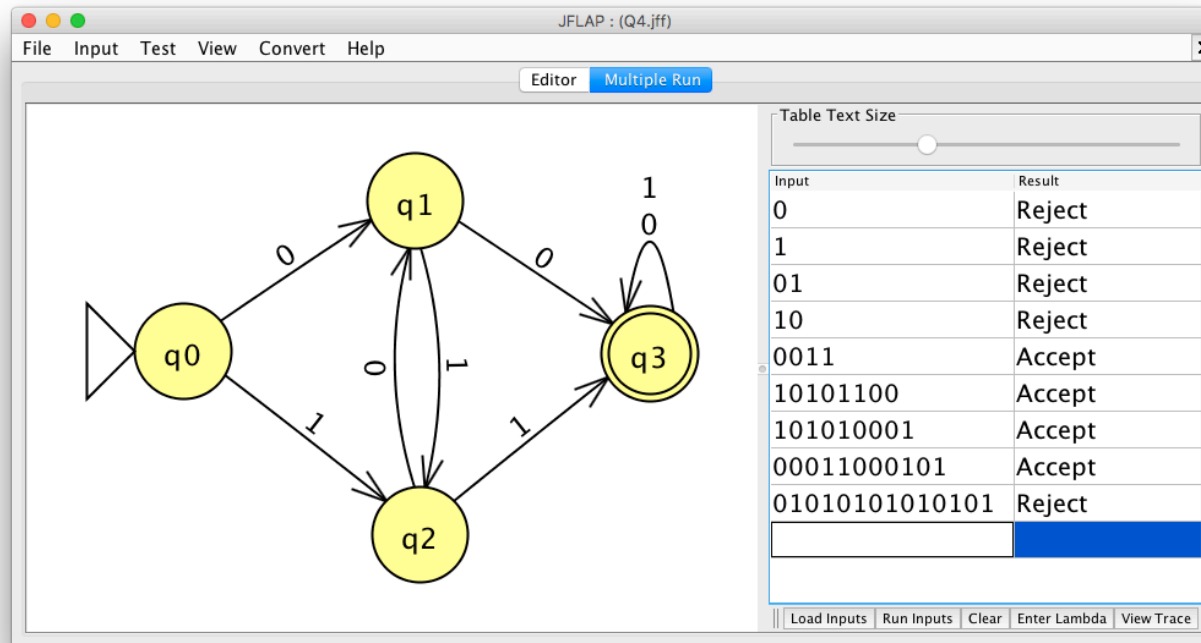 JFLAP : (Q4.jff)
File Input Test View Convert Help
Editor Multiple Run
Table Text Size
Input Result
0 Reject
1 Reject
01 Reject
10 Reject
0011 Accept
10101100 Accept
101010001 Accept
00011000101 Accept
01010101010101 Reject
Load Inputs Run Inputs Clear Enter Lambda View Trace
q1
1
0
0
0
q0
0
1
q3
1
1
q2